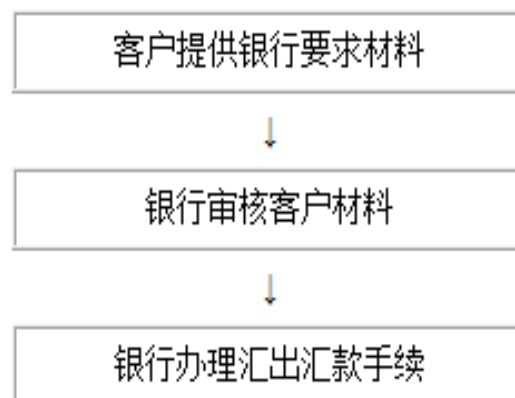 客户提供银行要求材料
↓
银行审核客户材料
↓
银行办理汇出汇款手续